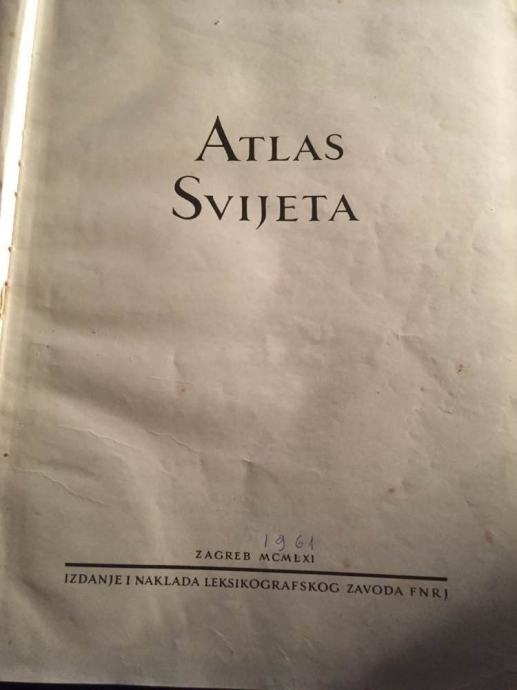 ATLAS
SVIJETA
1961
ZAGREB MCMLXI
IZDANJE I NAKLADA LEKSIKOGRAFSKOG ZAVODA FNRJ